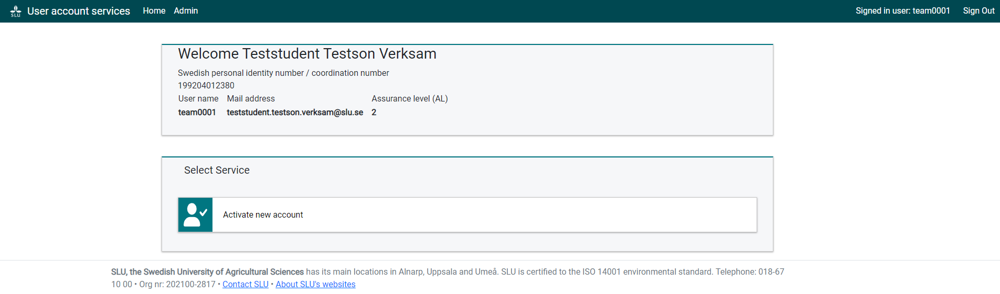 SLU User account services Home Admin Signed in user: team0001 Sign Out
Welcome Teststudent Testson Verksam
Swedish personal identity number / coordination number
199204012380
User name Mail address Assurance level (AL)
team0001 teststudent.testson.verksam@slu.se 2
Select Service
Activate new account
SLU, the Swedish University of Agricultural Sciences has its main locations in Alnarp, Uppsala and Umeå. SLU is certified to the ISO 14001 environmental standard. Telephone: 018-67
10 00 • Org nr: 202100-2817 • Contact SLU • About SLU's websites